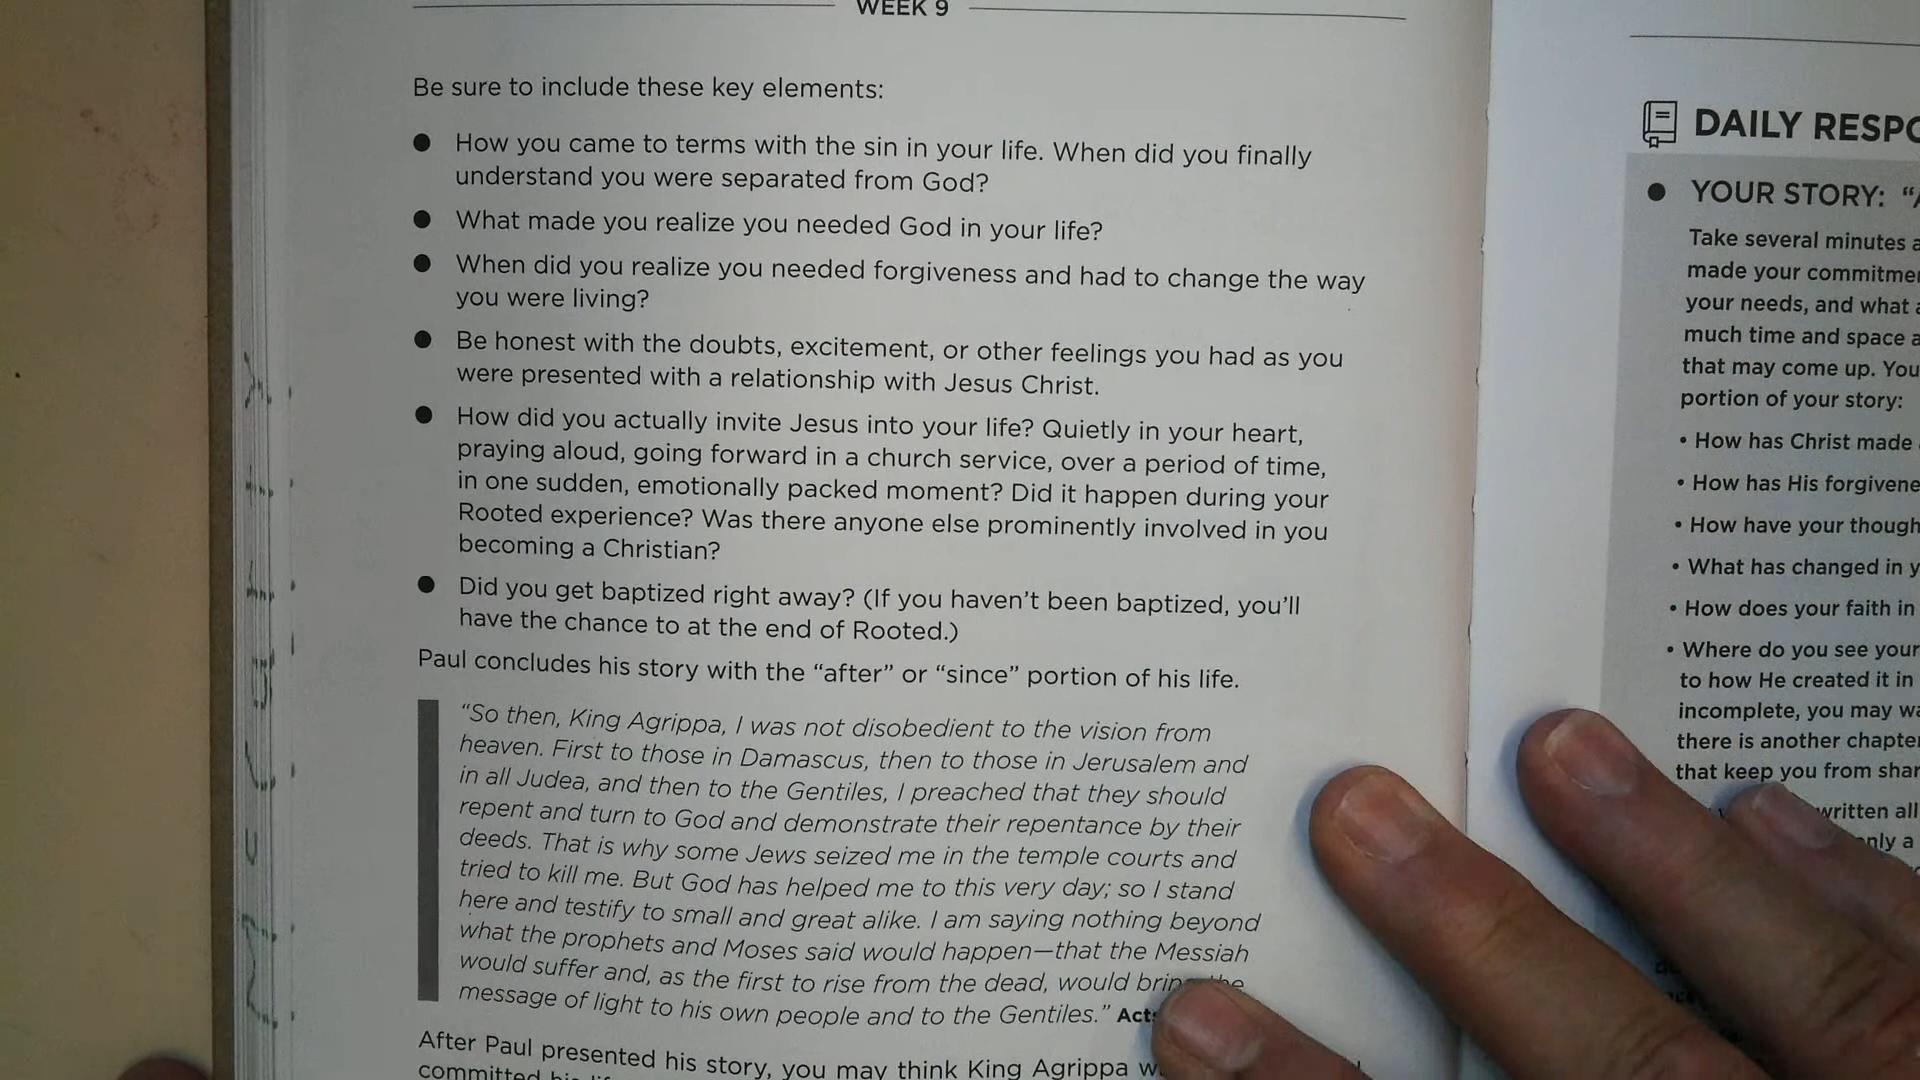 WEEK 9
Be sure to include these key elements:
● How you came to terms with the sin in your life. When did you finally
understand you were separated from God?
● What made you realize you needed God in your life?
● When did you realize you needed forgiveness and had to change the way
you were living?
● Be honest with the doubts, excitement, or other feelings you had as you
were presented with a relationship with Jesus Christ.
● How did you actually invite Jesus into your life? Quietly in your heart,
praying aloud, going forward in a church service, over a period of time,
in one sudden, emotionally packed moment? Did it happen during your
Rooted experience? Was there anyone else prominently involved in you
becoming a Christian?
● Did you get baptized right away? (If you haven’t been baptized, you’ll
have the chance to at the end of Rooted.)
Paul concludes his story with the “after” or “since” portion of his life.
“So then, King Agrippa, I was not disobedient to the vision from
heaven. First to those in Damascus, then to those in Jerusalem and
in all Judea, and then to the Gentiles, I preached that they should
repent and turn to God and demonstrate their repentance by their
deeds. That is why some Jews seized me in the temple courts and
tried to kill me. But God has helped me to this very day; so I stand
here and testify to small and great alike. I am saying nothing beyond
what the prophets and Moses said would happen—that the Messiah
would suffer and, as the first to rise from the dead, would bring the
message of light to his own people and to the Gentiles.” Acts
After Paul presented his story, you may think King Agrippa
committed his
DAILY
● YOUR STORY:
Take several minutes
made your
your needs, and what
much time and space
that may come up. You
portion of your story:
• How has Christ made
• How has His
• How have your
• What has changed in
• How does your faith in
• Where do you see your
to how He created it in
incomplete, you may
there is another
that keep you from
written all
only a